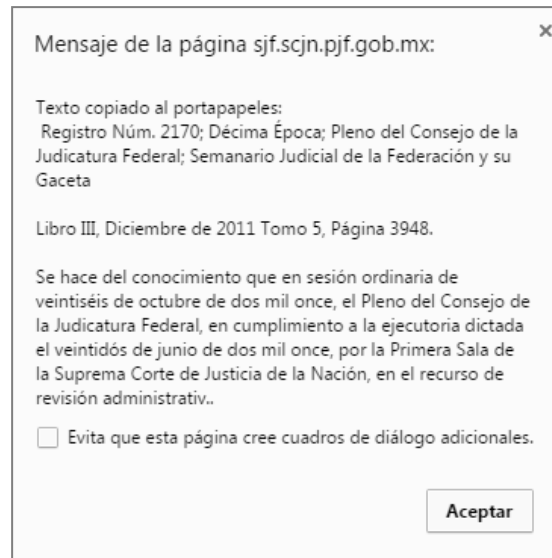 Mensaje de la página sjf.scjn.pjf.gob.mx:
Texto copiado al portapapeles:
Registro Núm. 2170; Décima Época; Pleno del Consejo de la
Judicatura Federal; Semanario Judicial de la Federación y su
Gaceta
Libro III, Diciembre de 2011 Tomo 5, Página 3948.
Se hace del conocimiento que en sesión ordinaria de
veintiséis de octubre de dos mil once, el Pleno del Consejo de
la Judicatura Federal, en cumplimiento a la ejecutoria dictada
el veintidós de junio de dos mil once, por la Primera Sala de
la Suprema Corte de Justicia de la Nación, en el recurso de
revisión administrativ..
Evita que esta página cree cuadros de diálogo adicionales.
Aceptar